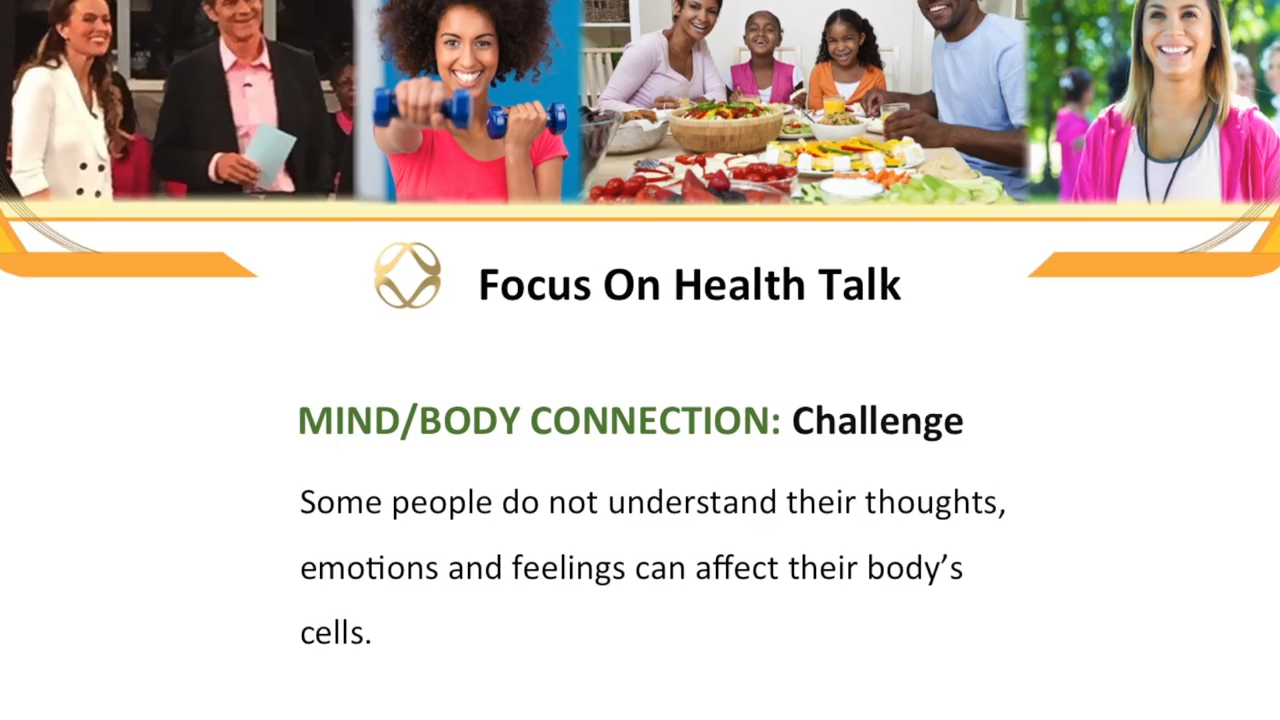 Focus On Health Talk
MIND/BODY CONNECTION: Challenge
Some people do not understand their thoughts,
emotions and feelings can affect their body’s
cells.